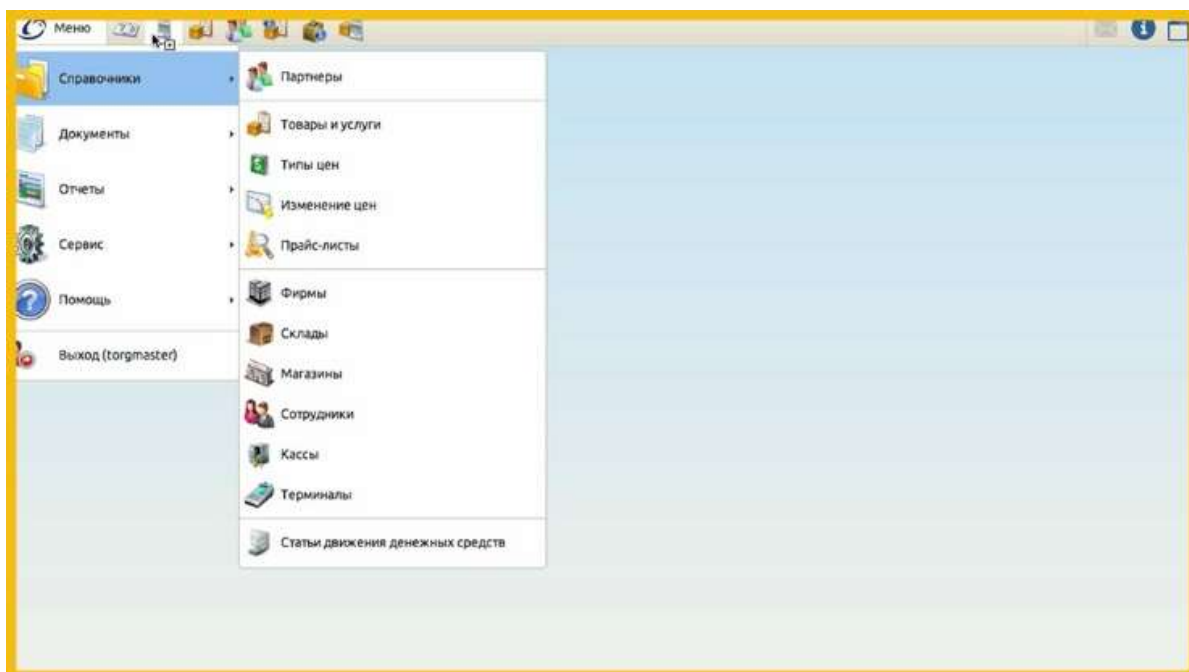 Меню
Справочники
Документы
Отчеты
Сервис
Помощь
Выход (torgmaster)
Партнеры
Товары и услуги
Типы цен
Изменение цен
Прайс-листы
Фирмы
Склады
Магазины
Сотрудники
Кассы
Терминалы
Статьи движения денежных средств